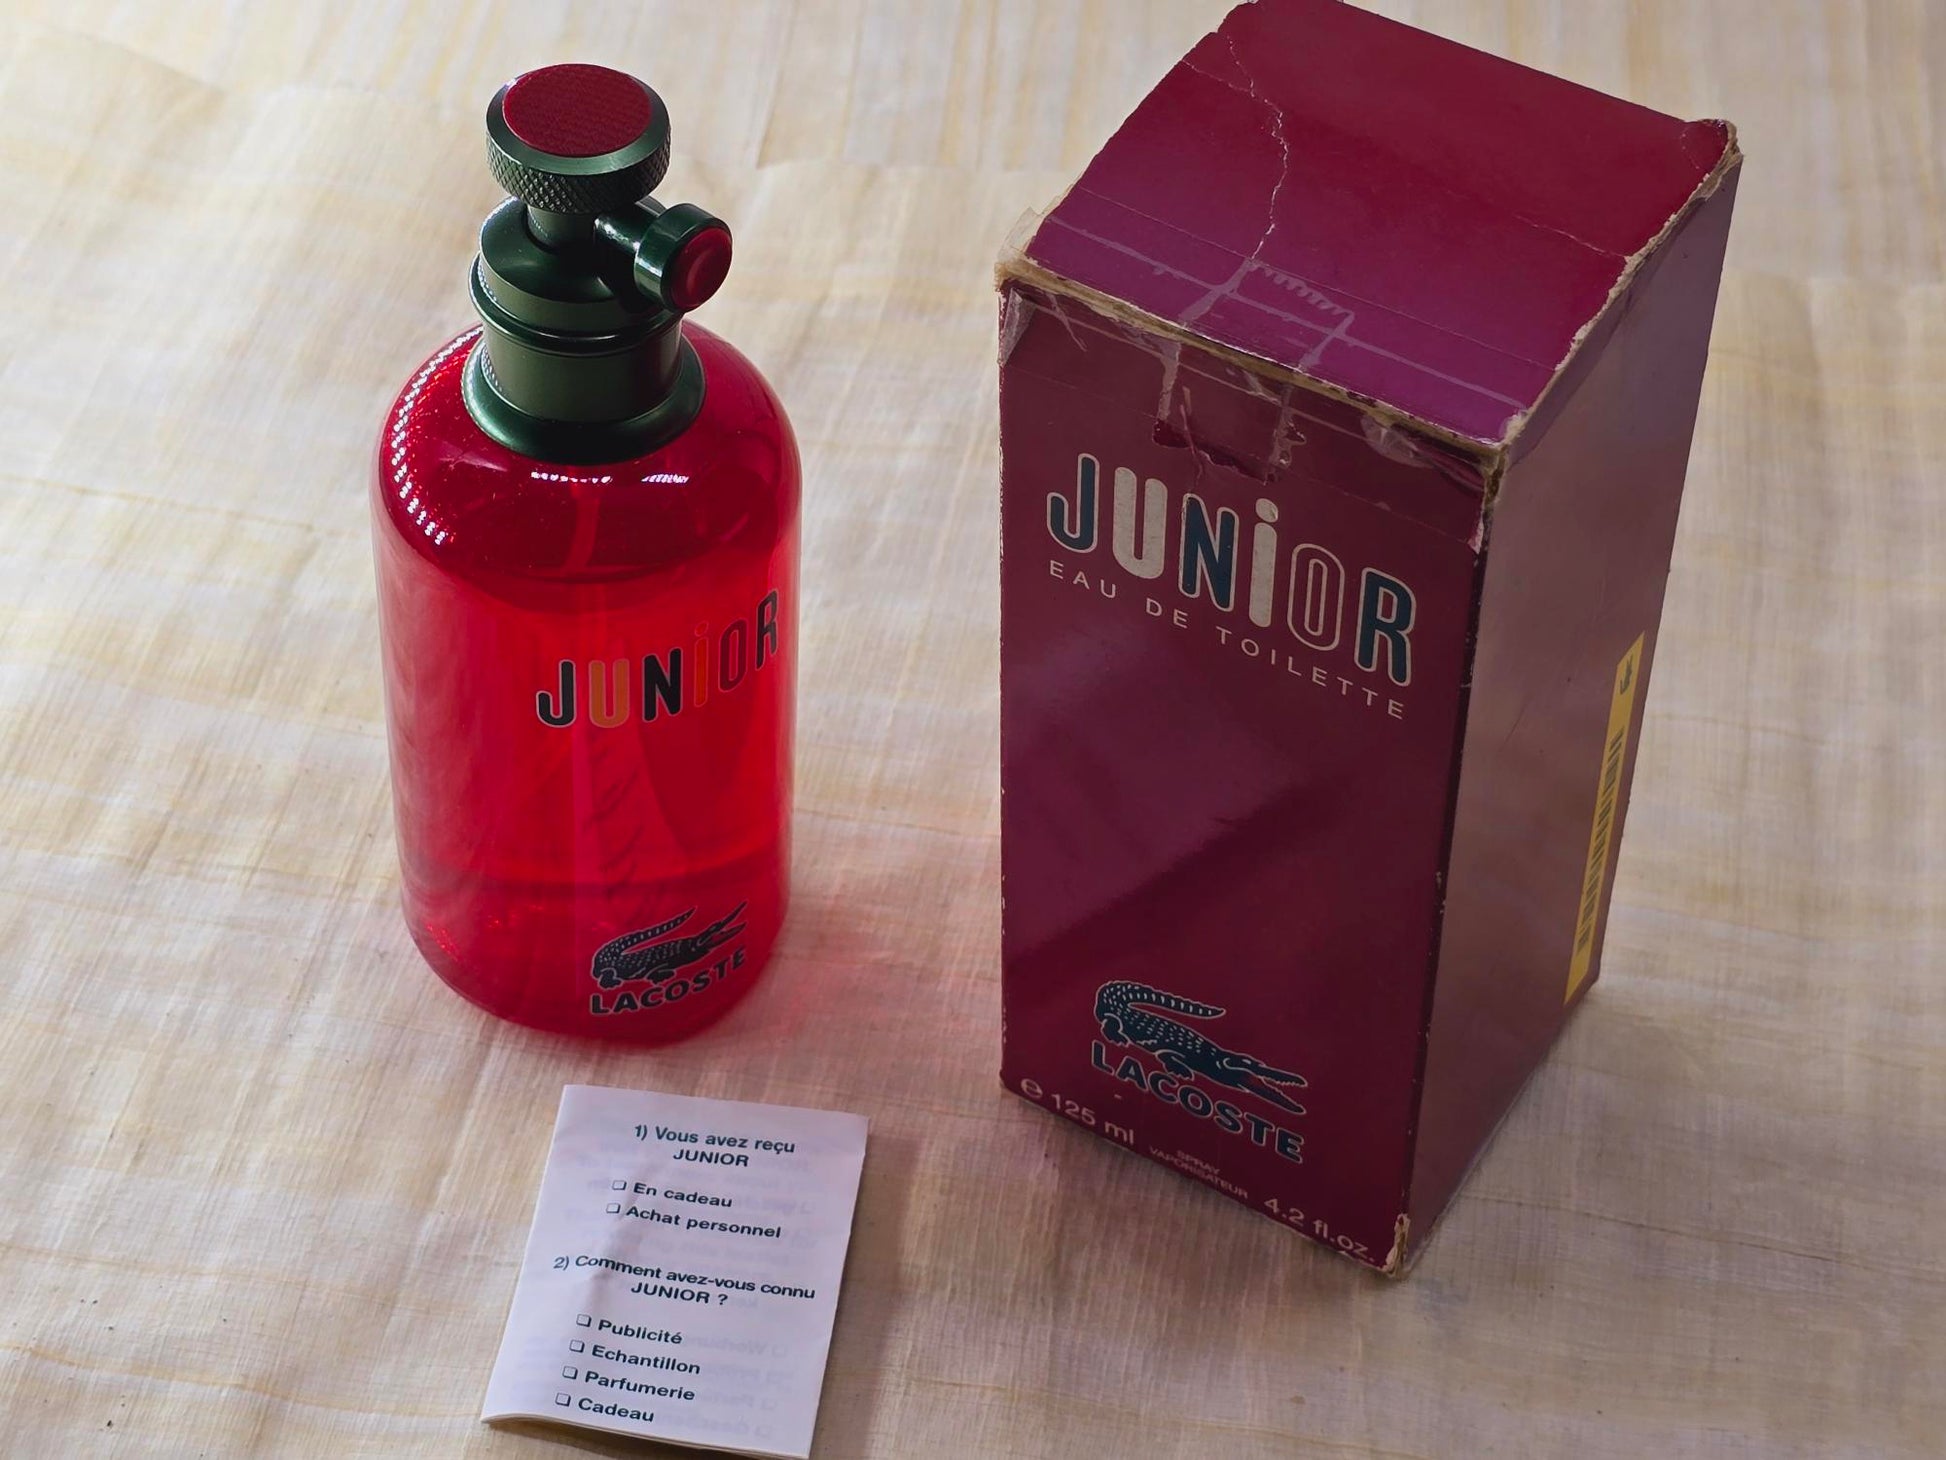 JUNiOR
LACOSTE
JUNiOR
EAU DE TOILETTE
LACOSTE
e 125 ml SPRAY VAPORISATEUR 4.2 fl.oz.
1) Vous avez reçu
JUNIOR
❏ En cadeau
❏ Achat personnel
2) Comment avez-vous connu
JUNIOR ?
❏ Publicité
❏ Echantillon
❏ Parfumerie
❏ Cadeau